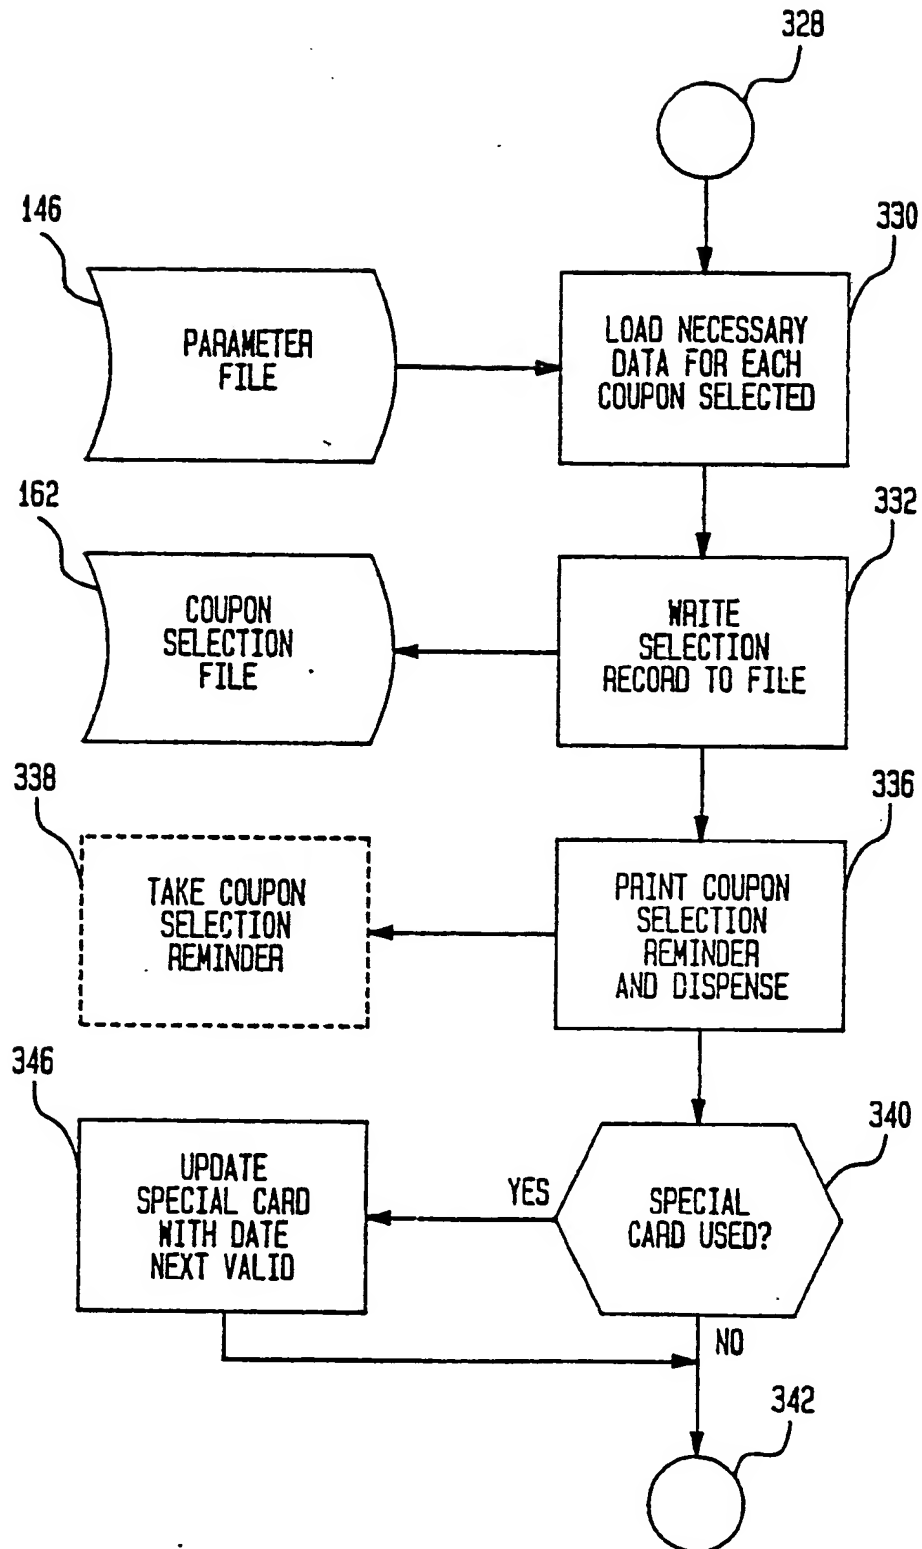 328
146
330
PARAMETER
FILE
LOAD NECESSARY
DATA FOR EACH
COUPON SELECTED
162
332
COUPON
SELECTION
FILE
WRITE
SELECTION
RECORD TO FILE
338
336
TAKE COUPON
SELECTION
REMINDER
PRINT COUPON
SELECTION
REMINDER
AND DISPENSE
346
340
UPDATE
SPECIAL CARD
WITH DATE
NEXT VALID
YES
SPECIAL
CARD USED?
NO
342